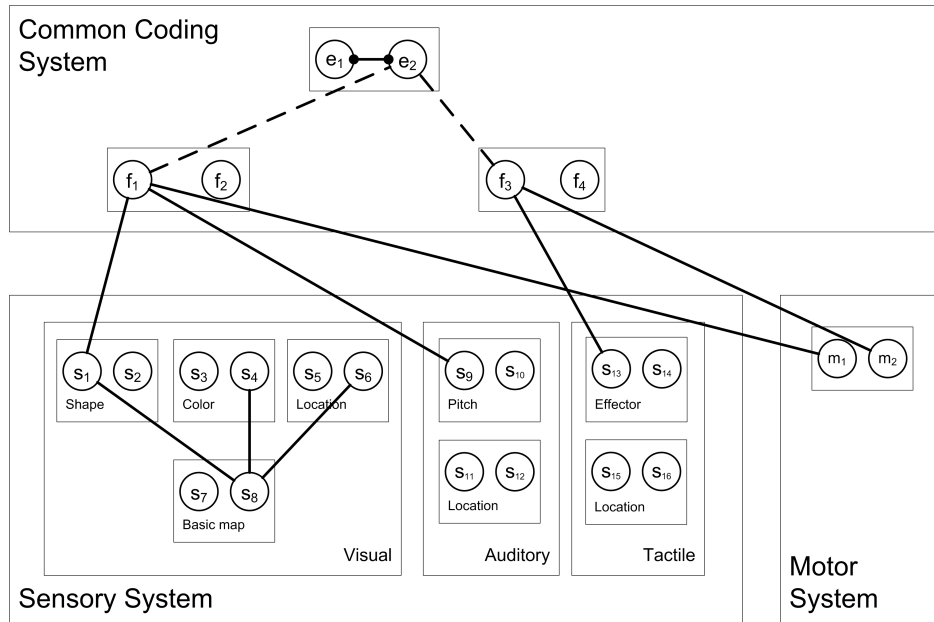 Common Coding
System
e1 e2
f1 f2
f3 f4
s1 s2
Shape
s3 s4
Color
s5 s6
Location
s7 s8
Basic map
Visual
s9 s10
Pitch
s11 s12
Location
Auditory
s13 s14
Effector
s15 s16
Location
Tactile
Sensory System
m1 m2
Motor
System